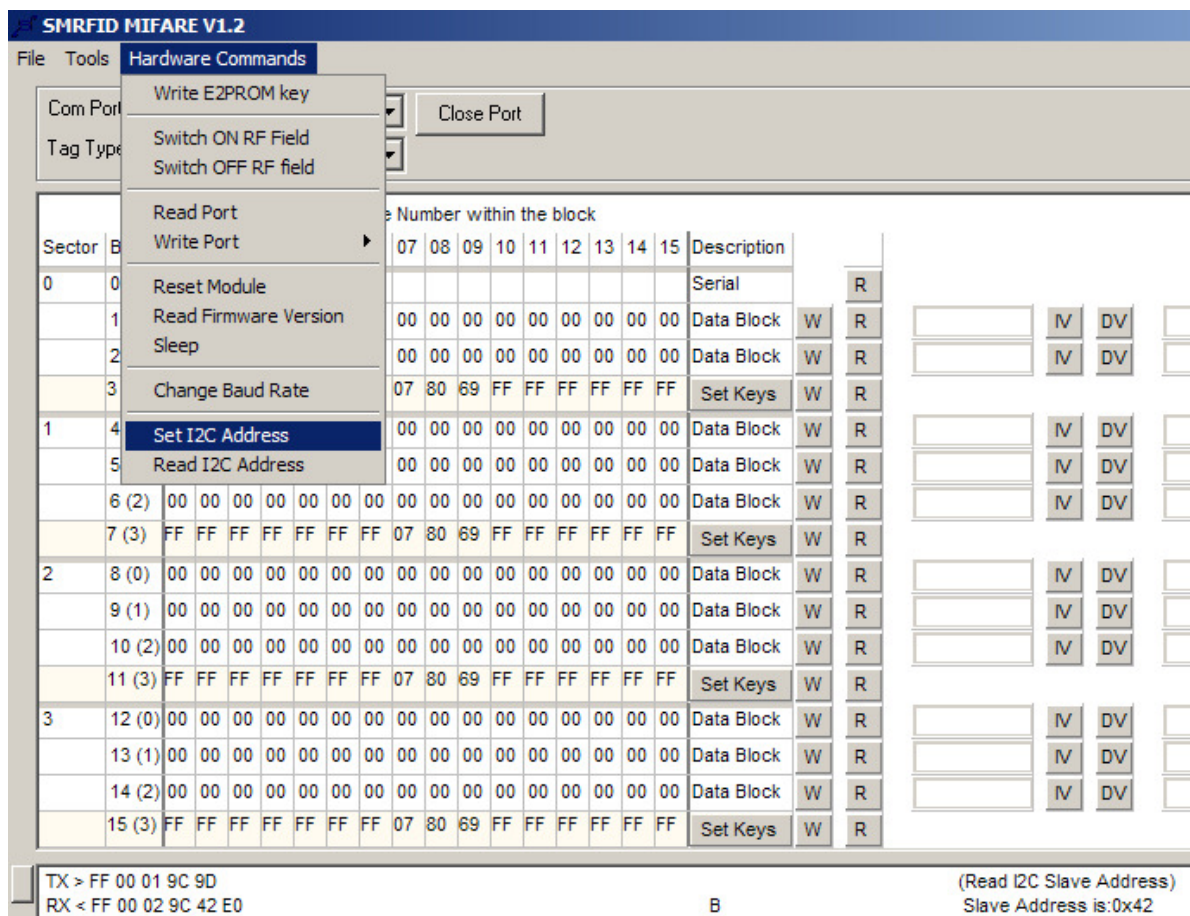 SMRFID MIFARE V1.2
File Tools Hardware Commands
Write E2PROM key
Com Port Close Port
Switch ON RF Field
Tag Type
Switch OFF RF field
Read Port Number within the block
Write Port
Sector B 07 08 09 10 11 12 13 14 15 Description
0 0 Reset Module Serial R
1 Read Firmware Version 00 00 00 00 00 00 00 00 00 Data Block W R IV DV
2 Sleep 00 00 00 00 00 00 00 00 00 Data Block W R IV DV
3 Change Baud Rate 07 80 69 FF FF FF FF FF FF Set Keys W R
1 4 Set I2C Address 00 00 00 00 00 00 00 00 00 Data Block W R IV DV
5 Read I2C Address 00 00 00 00 00 00 00 00 00 Data Block W R IV DV
6 (2) 00 00 00 00 00 00 00 00 00 00 00 00 00 00 00 00 Data Block W R IV DV
7 (3) FF FF FF FF FF FF FF 07 80 69 FF FF FF FF FF FF Set Keys W R
2 8 (0) 00 00 00 00 00 00 00 00 00 00 00 00 00 00 00 00 Data Block W R IV DV
9 (1) 00 00 00 00 00 00 00 00 00 00 00 00 00 00 00 00 Data Block W R IV DV
10 (2) 00 00 00 00 00 00 00 00 00 00 00 00 00 00 00 00 Data Block W R IV DV
11 (3) FF FF FF FF FF FF FF 07 80 69 FF FF FF FF FF FF Set Keys W R
3 12 (0) 00 00 00 00 00 00 00 00 00 00 00 00 00 00 00 00 Data Block W R IV DV
13 (1) 00 00 00 00 00 00 00 00 00 00 00 00 00 00 00 00 Data Block W R IV DV
14 (2) 00 00 00 00 00 00 00 00 00 00 00 00 00 00 00 00 Data Block W R IV DV
15 (3) FF FF FF FF FF FF FF 07 80 69 FF FF FF FF FF FF Set Keys W R
TX > FF 00 01 9C 9D (Read I2C Slave Address)
RX < FF 00 02 9C 42 E0 B Slave Address is:0x42